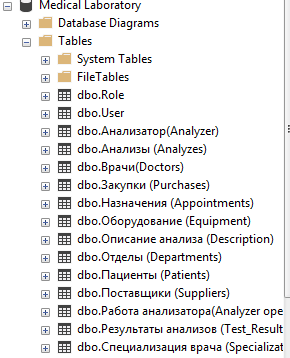 Medical Laboratory
Database Diagrams
Tables
System Tables
FileTables
dbo.Role
dbo.User
dbo.Анализатор(Analyzer)
dbo.Анализы (Analyzes)
dbo.Врачи(Doctors)
dbo.Закупки (Purchases)
dbo.Назначения (Appointments)
dbo.Оборудование (Equipment)
dbo.Описание анализа (Description)
dbo.Отделы (Departments)
dbo.Пациенты (Patients)
dbo.Поставщики (Suppliers)
dbo.Работа анализатора(Analyzer ope
dbo.Результаты анализов (Test_Result
dbo.Специализация врача (Specializat